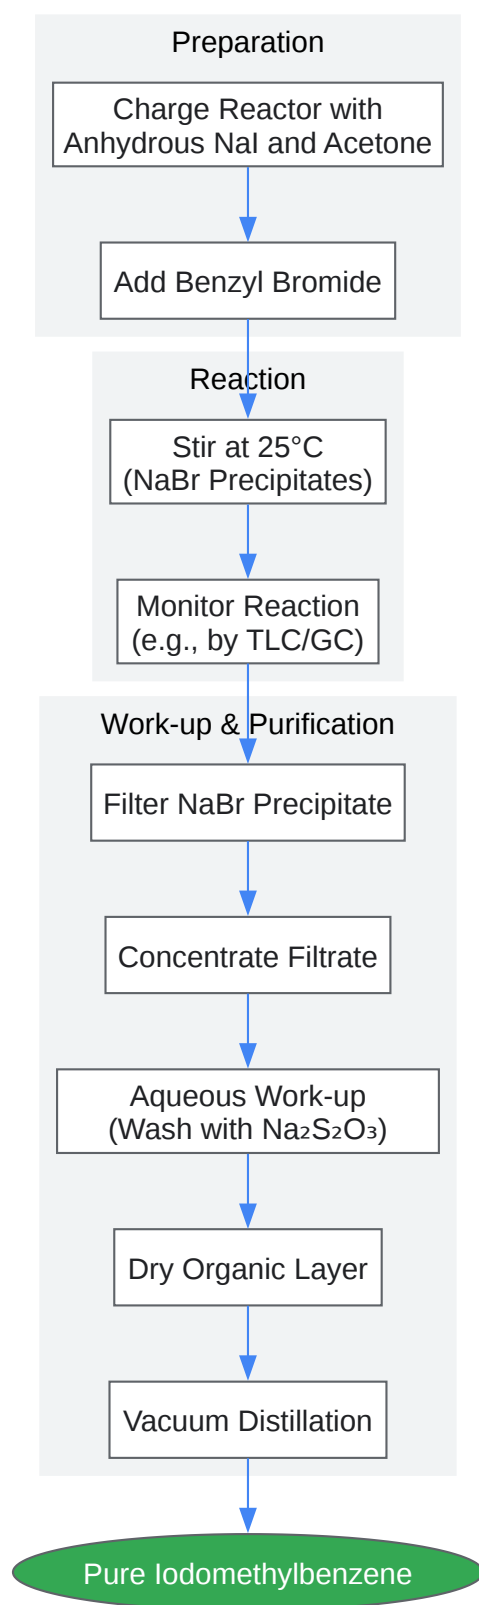 Preparation
Charge Reactor with
Anhydrous NaI and Acetone
Add Benzyl Bromide
Reaction
Stir at 25°C
(NaBr Precipitates)
Monitor Reaction
(e.g., by TLC/GC)
Work-up & Purification
Filter NaBr Precipitate
Concentrate Filtrate
Aqueous Work-up
(Wash with Na₂S₂O₃)
Dry Organic Layer
Vacuum Distillation
Pure Iodomethylbenzene